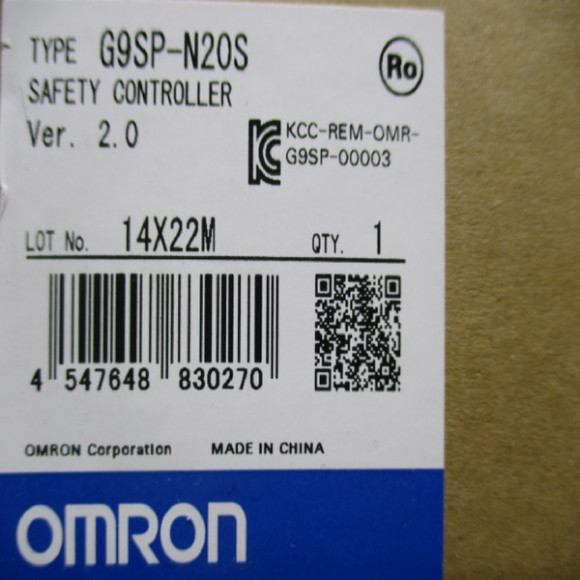 TYPE G9SP-N20S
Ro
SAFETY CONTROLLER
Ver. 2.0
KCC-REM-OMR-
G9SP-00003
LOT No. 14X22M QTY. 1
4 547648 830270
OMRON Corporation MADE IN CHINA
OMRON